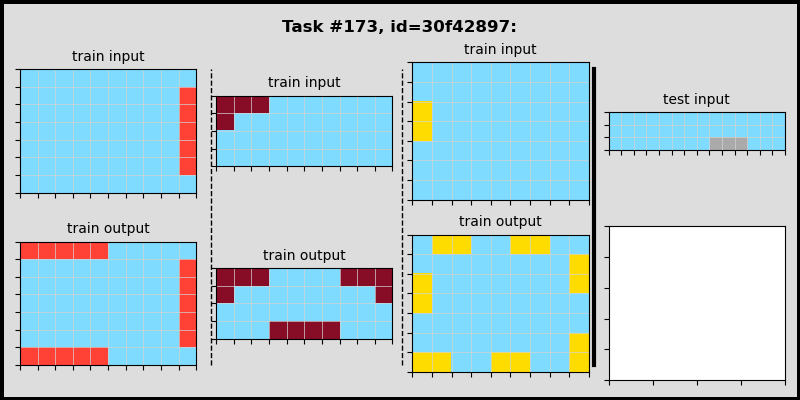 Task #173, id=30f42897:
train input
train input
train input
test input
train output
train output
train output